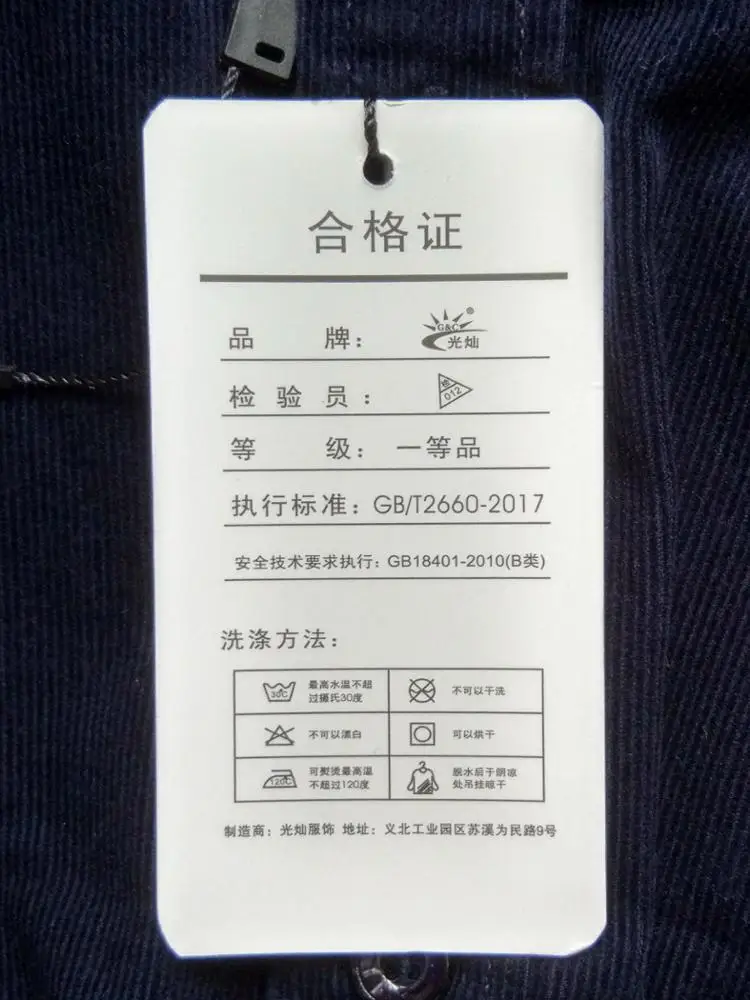 合格证
品 牌： G&C 光灿 ®
检 验 员： 检 012
等 级： 一等品
执行标准：GB/T2660-2017
安全技术要求执行：GB18401-2010(B类)
洗涤方法：
30C 最高水温不超
过摄氏30度
不可以干洗
不可以漂白
可以烘干
120C 可熨烫最高温
不超过120度
脱水后于阴凉
处吊挂晾干
制造商：光灿服饰 地址：义北工业园区苏溪为民路9号